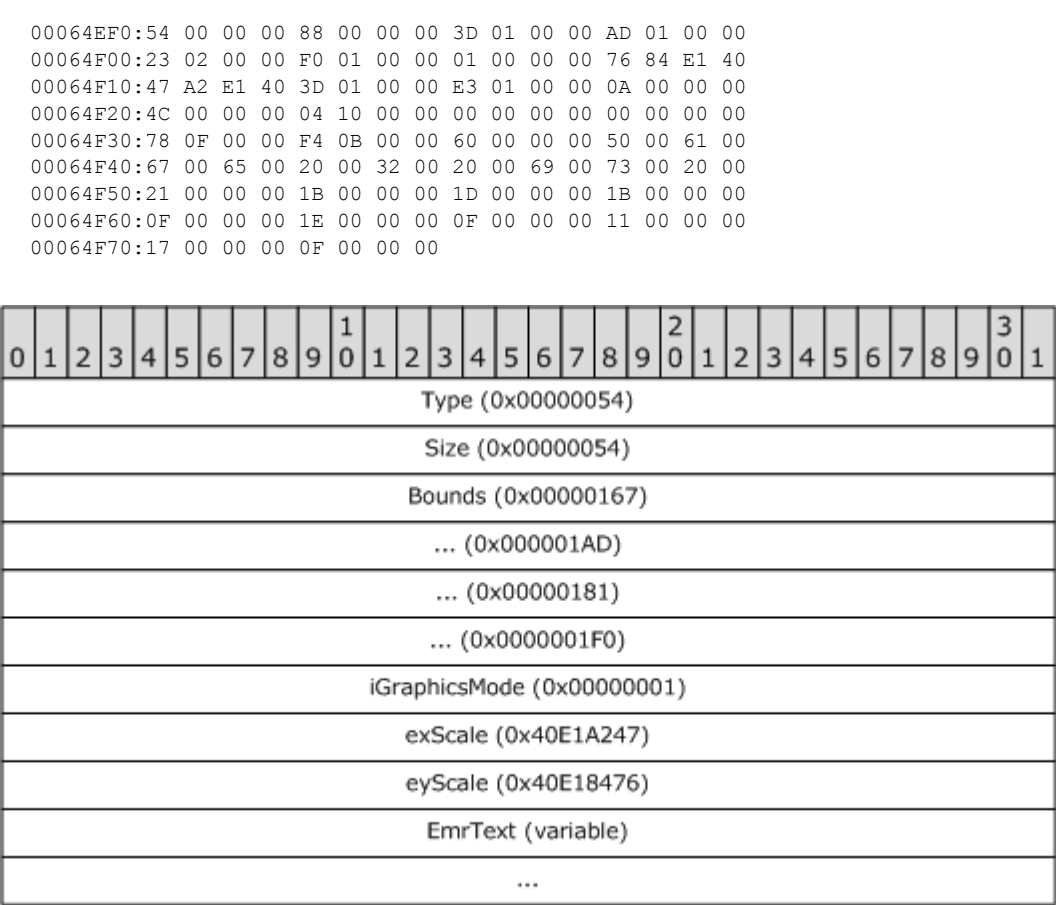 00064EF0:54 00 00 00 88 00 00 00 3D 01 00 00 AD 01 00 00
00064F00:23 02 00 00 F0 01 00 00 01 00 00 00 76 84 E1 40
00064F10:47 A2 E1 40 3D 01 00 00 E3 01 00 00 0A 00 00 00
00064F20:4C 00 00 00 04 10 00 00 00 00 00 00 00 00 00 00
00064F30:78 0F 00 00 F4 0B 00 00 60 00 00 00 50 00 61 00
00064F40:67 00 65 00 20 00 32 00 20 00 69 00 73 00 20 00
00064F50:21 00 00 00 1B 00 00 00 1D 00 00 00 1B 00 00 00
00064F60:0F 00 00 00 1E 00 00 00 0F 00 00 00 11 00 00 00
00064F70:17 00 00 00 0F 00 00 00
0 1 2 3 4 5 6 7 8 9 10 1 2 3 4 5 6 7 8 9 20 1 2 3 4 5 6 7 8 9 30 1
Type (0x00000054)
Size (0x00000054)
Bounds (0x00000167)
... (0x000001AD)
... (0x00000181)
... (0x0000001F0)
iGraphicsMode (0x00000001)
exScale (0x40E1A247)
eyScale (0x40E18476)
EmrText (variable)
...